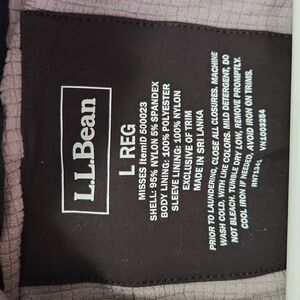 L.L.Bean
L REG
MISSES ItemID 500023
SHELL: 95% NYLON 5% SPANDEX
BODY LINING: 100% POLYESTER
SLEEVE LINING: 100% NYLON
EXCLUSIVE OF TRIM
MADE IN SRI LANKA
PRIOR TO LAUNDERING, CLOSE ALL CLOSURES. MACHINE
WASH COLD, WITH LIKE COLORS. MILD DETERGENT, DO
NOT BLEACH. TUMBLE DRY LOW, REMOVE PROMPTLY.
COOL IRON IF NEEDED. AVOID IRON ON TRIMS.